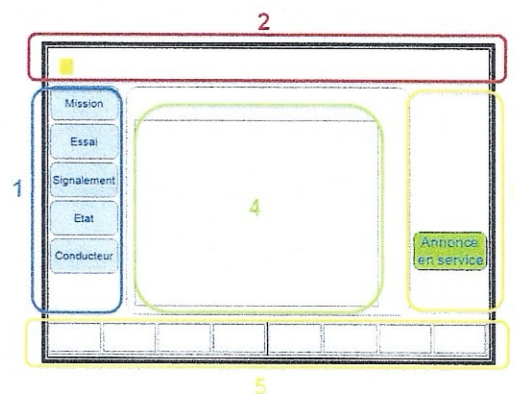 2
Mission
Essai
Signalement
Etat
Conducteur
1
4
Annonce
en service
5